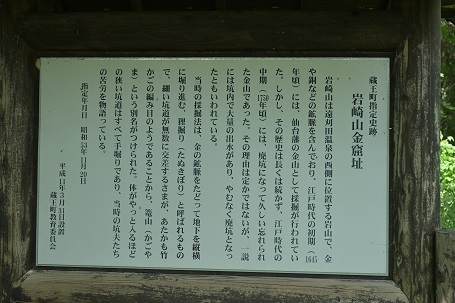 蔵王町指定史跡
岩崎山金窟址
岩崎山は遠刈田温泉の西側に位置する岩山で、金
や銅などの鉱脈を含んでおり、江戸時代の初期(1645
年頃)には、仙台藩の金山として採掘が行われてい
た。しかし、その歴史は長くは続かず、江戸時代の
中期(1750年頃)には、廃坑になって久しい忘れられ
た金山であった。その理由は定かではないが、一説
には坑内で大量の出水があり、やむなく廃坑となっ
たともいわれている。
当時の採掘法は、金の鉱脈をたどって地下を縦横
に掘り進む、狸掘り(たぬきぼり)と呼ばれるもの
で、細い坑道が無数に交差するさまが、あたかも竹
かごの編み目のようであることから、篭山(かごや
ま)という別名がつけられた。体がやっと入るほど
の狭い坑道はすべて手掘りであり、当時の坑夫たち
の苦労を物語っている。
指定年月日 昭和53年11月20日
平成11年3月31日設置
蔵王町教育委員会